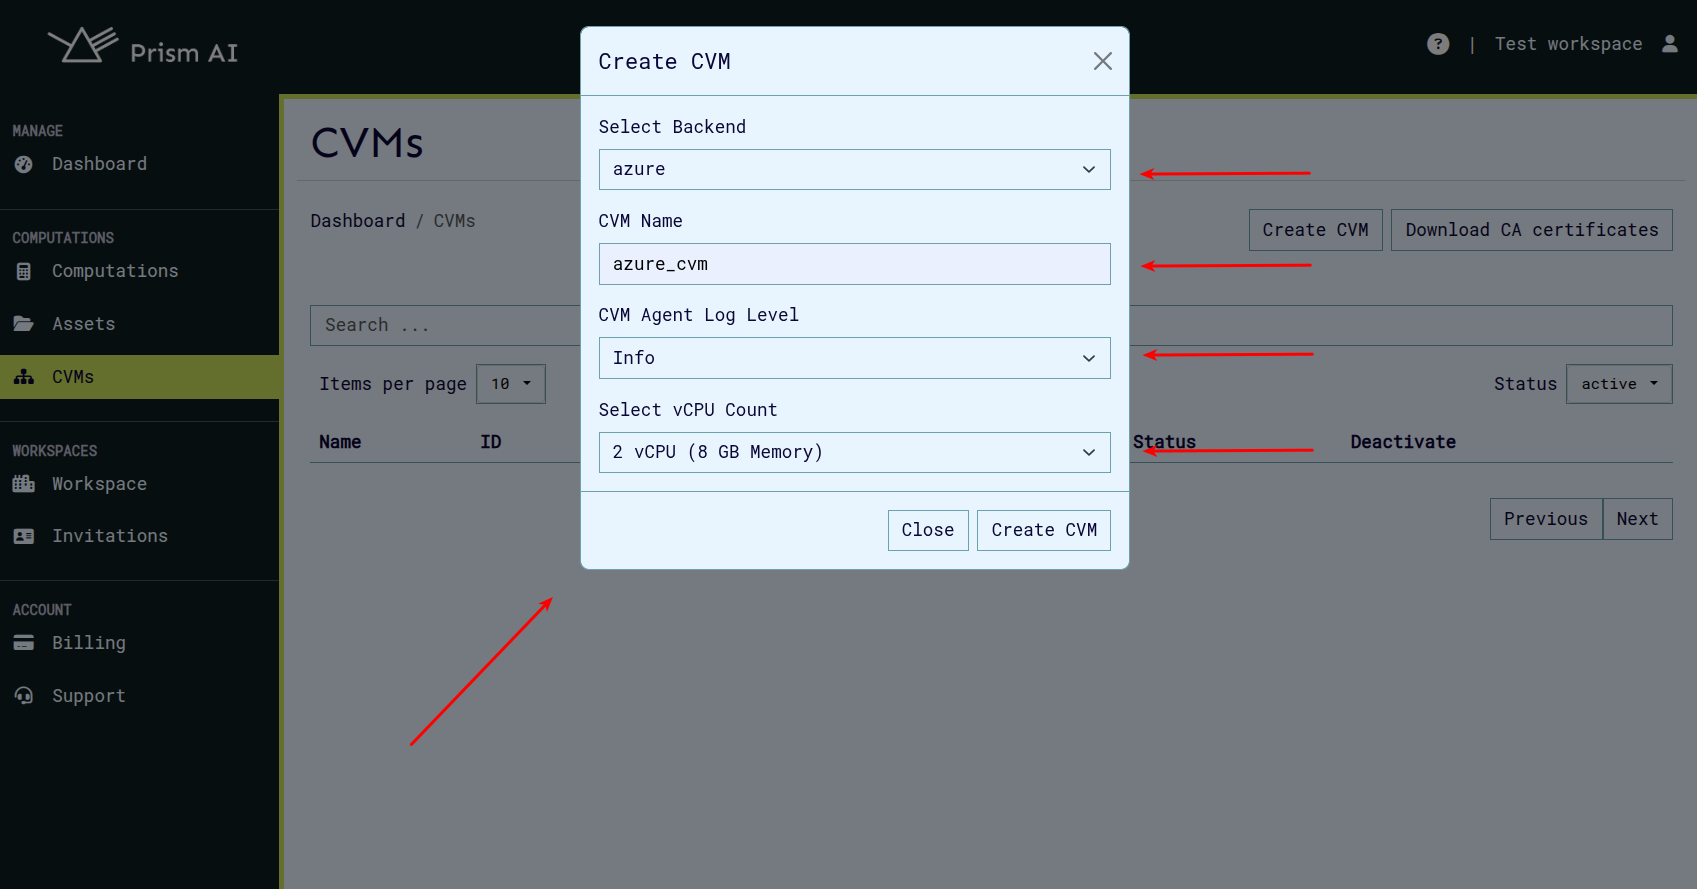 Prism AI
? | Test workspace
MANAGE
Dashboard
COMPUTATIONS
Computations
Assets
CVMs
WORKSPACES
Workspace
Invitations
ACCOUNT
Billing
Support
CVMs
Dashboard / CVMs
Create CVM
Download CA certificates
Search ...
Items per page 10
Status active
Name ID Status Deactivate
Previous Next
Create CVM
Select Backend
azure
CVM Name
azure_cvm
CVM Agent Log Level
Info
Select vCPU Count
2 vCPU (8 GB Memory)
Close Create CVM